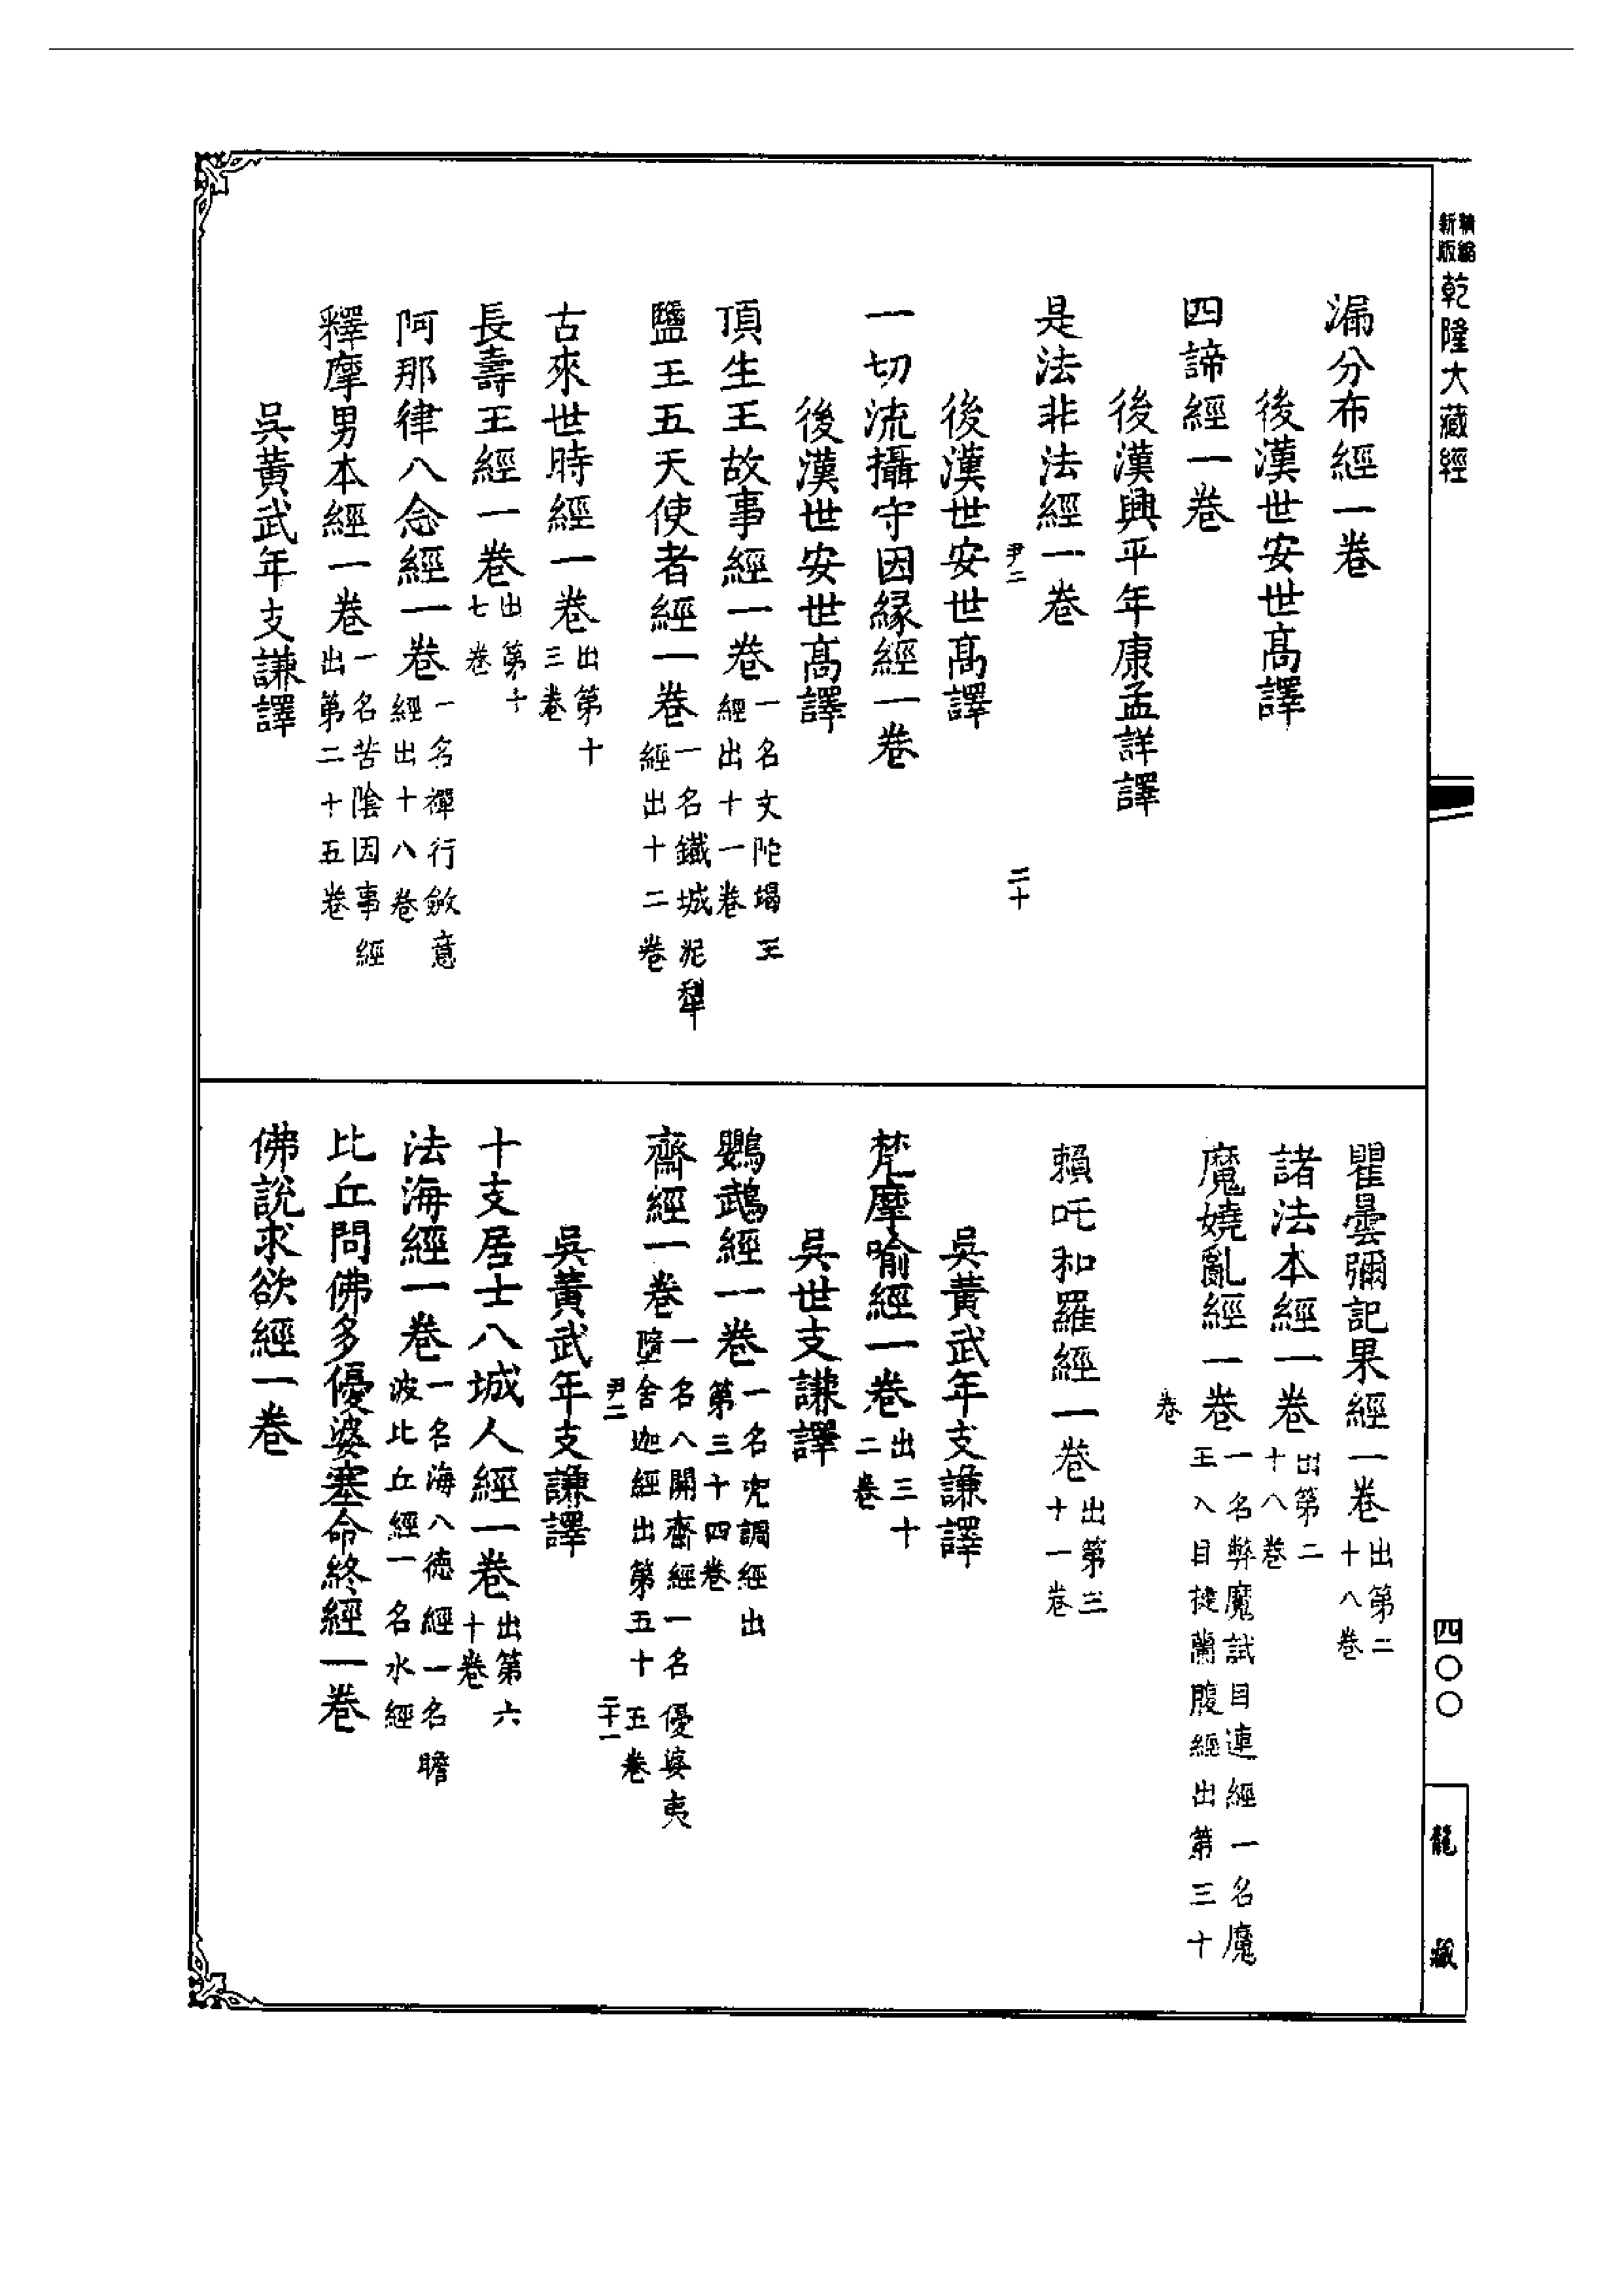 精編
新版
乾隆大藏經
漏分布經一卷
後漢世安世高譯
四諦經一卷
後漢興平年康孟詳譯
是法非法經一卷
尹二
二十
後漢世安世高譯
一切流攝守因緣經一卷
後漢世安世高譯
頂生王故事經一卷
一名文陀竭王
經出十一卷
鹽王五天使者經一卷
一名鐵城泥犁
經出十二卷
古來世時經一卷
出第十
三卷
長壽王經一卷
出第十
七卷
阿那律八念經一卷
一名禪行斂意
經出十八卷
釋摩男本經一卷
一名苦陰因事經
出第二十五卷
吳黃武年支謙譯
瞿曇彌記果經一卷
出第二
十八卷
諸法本經一卷
出第二
十八卷
魔嬈亂經一卷
一名弊魔試目連經一名魔
王入目揵蘭腹經出第三十
卷
賴吒和羅經一卷
出第三
十一卷
吳黃武年支謙譯
梵摩喻經一卷
出三十
二卷
吳世支謙譯
鸚鵡經一卷
一名兜調經出
第三十四卷
齋經一卷
一名八關齋經一名優婆夷
墮舍迦經出第五十五卷
尹二
二十一
吳黃武年支謙譯
十支居士八城人經一卷
出第六
十卷
法海經一卷
一名海八德經一名瞻
波比丘經一名水經
比丘問佛多優婆塞命終經一卷
佛說求欲經一卷
四〇〇
龍藏